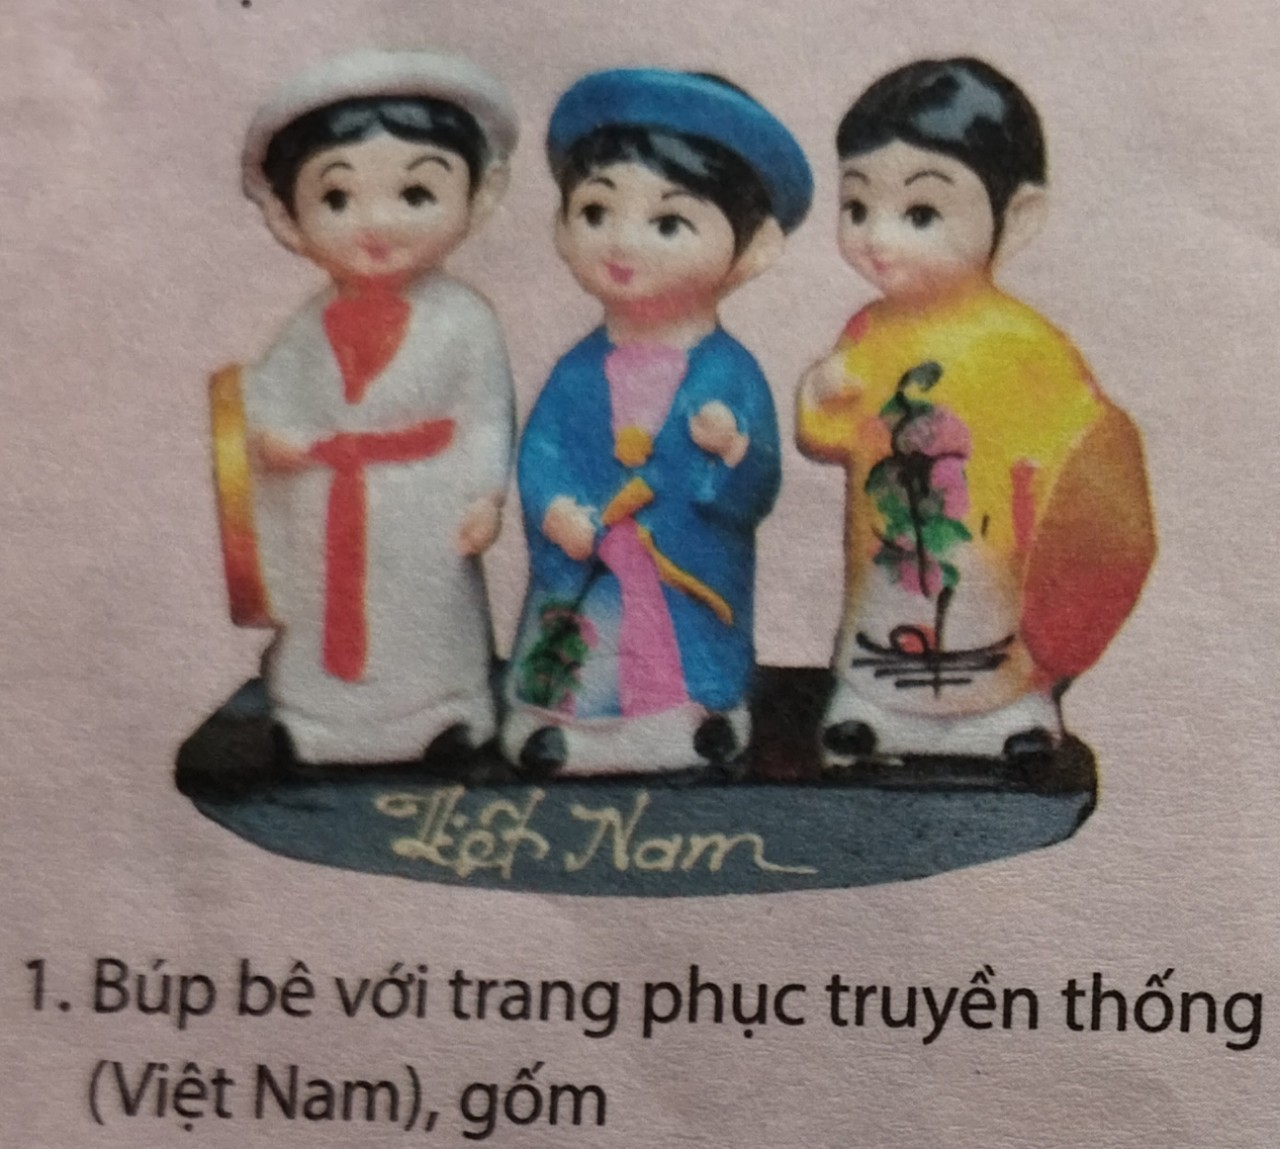 Việt Nam
1. Búp bê với trang phục truyền thống
(Việt Nam), gốm